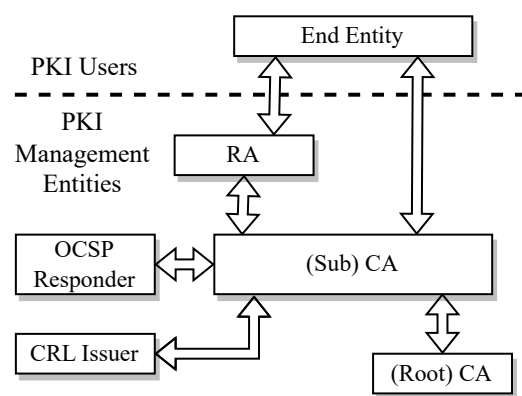 End Entity
PKI Users
PKI
Management
Entities
RA
OCSP
Responder
(Sub) CA
CRL Issuer
(Root) CA